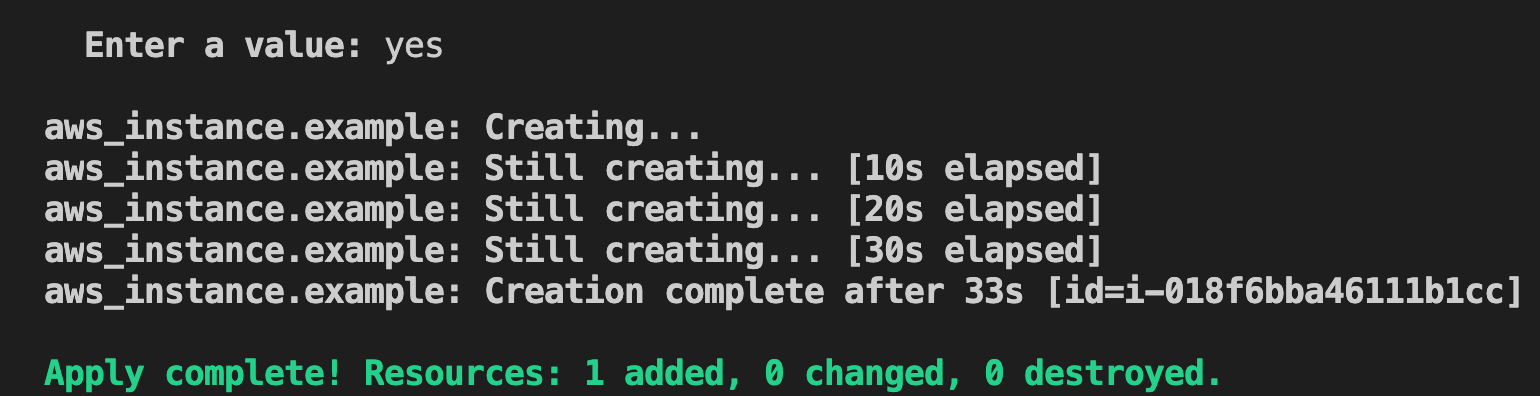 Enter a value: yes
aws_instance.example: Creating...
aws_instance.example: Still creating... [10s elapsed]
aws_instance.example: Still creating... [20s elapsed]
aws_instance.example: Still creating... [30s elapsed]
aws_instance.example: Creation complete after 33s [id=i-018f6bba46111b1cc]
Apply complete! Resources: 1 added, 0 changed, 0 destroyed.